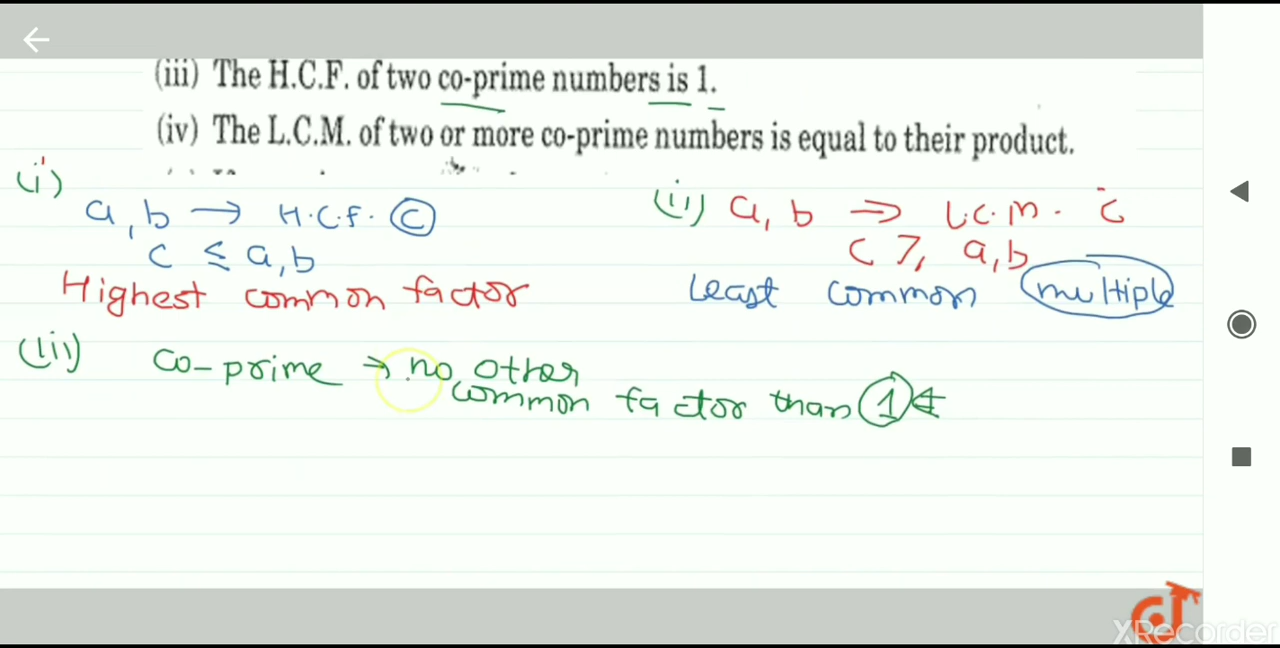 (iii) The H.C.F. of two co-prime numbers is 1.
(iv) The L.C.M. of two or more co-prime numbers is equal to their product.
(i)
a, b → H.C.F. C
C ≤ a, b
Highest common factor
(ii) a, b ⇒ L.C.M. C
C ≥ a, b
Least common multiple
(iii) co-prime → no other
common factor than 1
XRecorder